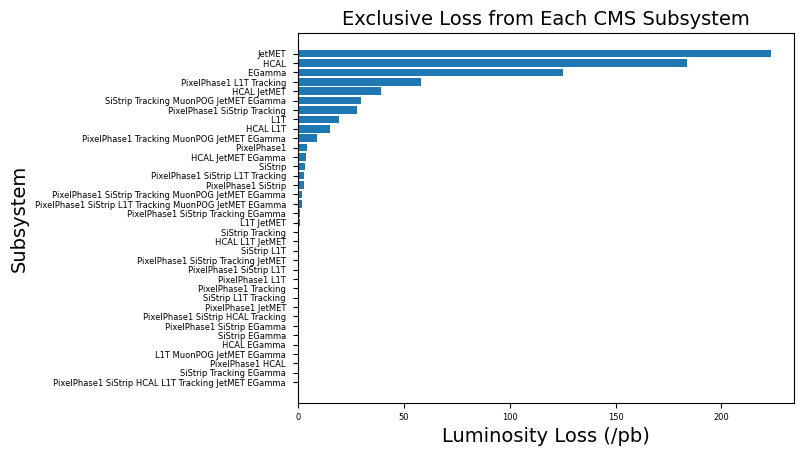 Exclusive Loss from Each CMS Subsystem
JetMET
HCAL
EGamma
PixelPhase1 L1T Tracking
HCAL JetMET
SiStrip Tracking MuonPOG JetMET EGamma
PixelPhase1 SiStrip Tracking
L1T
HCAL L1T
PixelPhase1 Tracking MuonPOG JetMET EGamma
PixelPhase1
HCAL JetMET EGamma
SiStrip
PixelPhase1 SiStrip L1T Tracking
PixelPhase1 SiStrip
PixelPhase1 SiStrip Tracking MuonPOG JetMET EGamma
PixelPhase1 SiStrip L1T Tracking MuonPOG JetMET EGamma
PixelPhase1 SiStrip Tracking EGamma
L1T JetMET
SiStrip Tracking
HCAL L1T JetMET
SiStrip L1T
PixelPhase1 SiStrip Tracking JetMET
PixelPhase1 SiStrip L1T
PixelPhase1 L1T
PixelPhase1 Tracking
SiStrip L1T Tracking
PixelPhase1 JetMET
PixelPhase1 SiStrip HCAL Tracking
PixelPhase1 SiStrip EGamma
SiStrip EGamma
HCAL EGamma
L1T MuonPOG JetMET EGamma
PixelPhase1 HCAL
SiStrip Tracking EGamma
PixelPhase1 SiStrip HCAL L1T Tracking JetMET EGamma
Subsystem
0 50 100 150 200
Luminosity Loss (/pb)